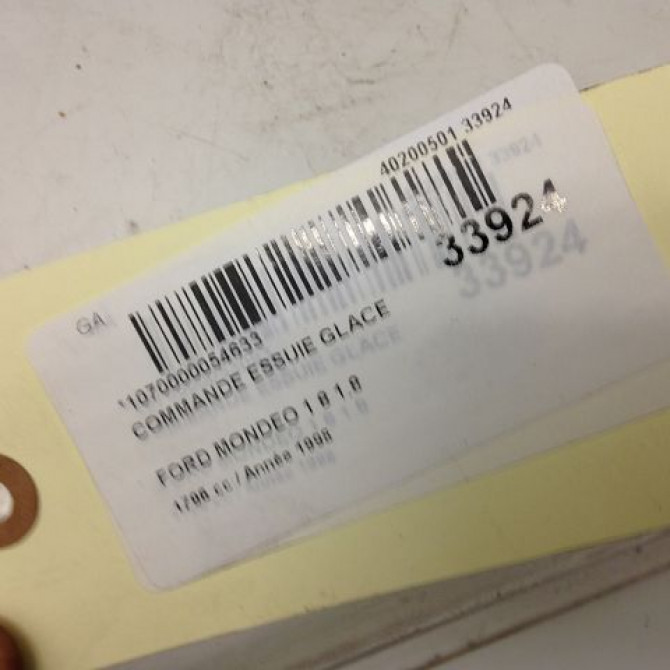 40200501 33924
33924
GA
*1070000054633
COMMANDE ESSUIE GLACE
FORD MONDEO 1 8 1.8
1796 cc / Année 1998